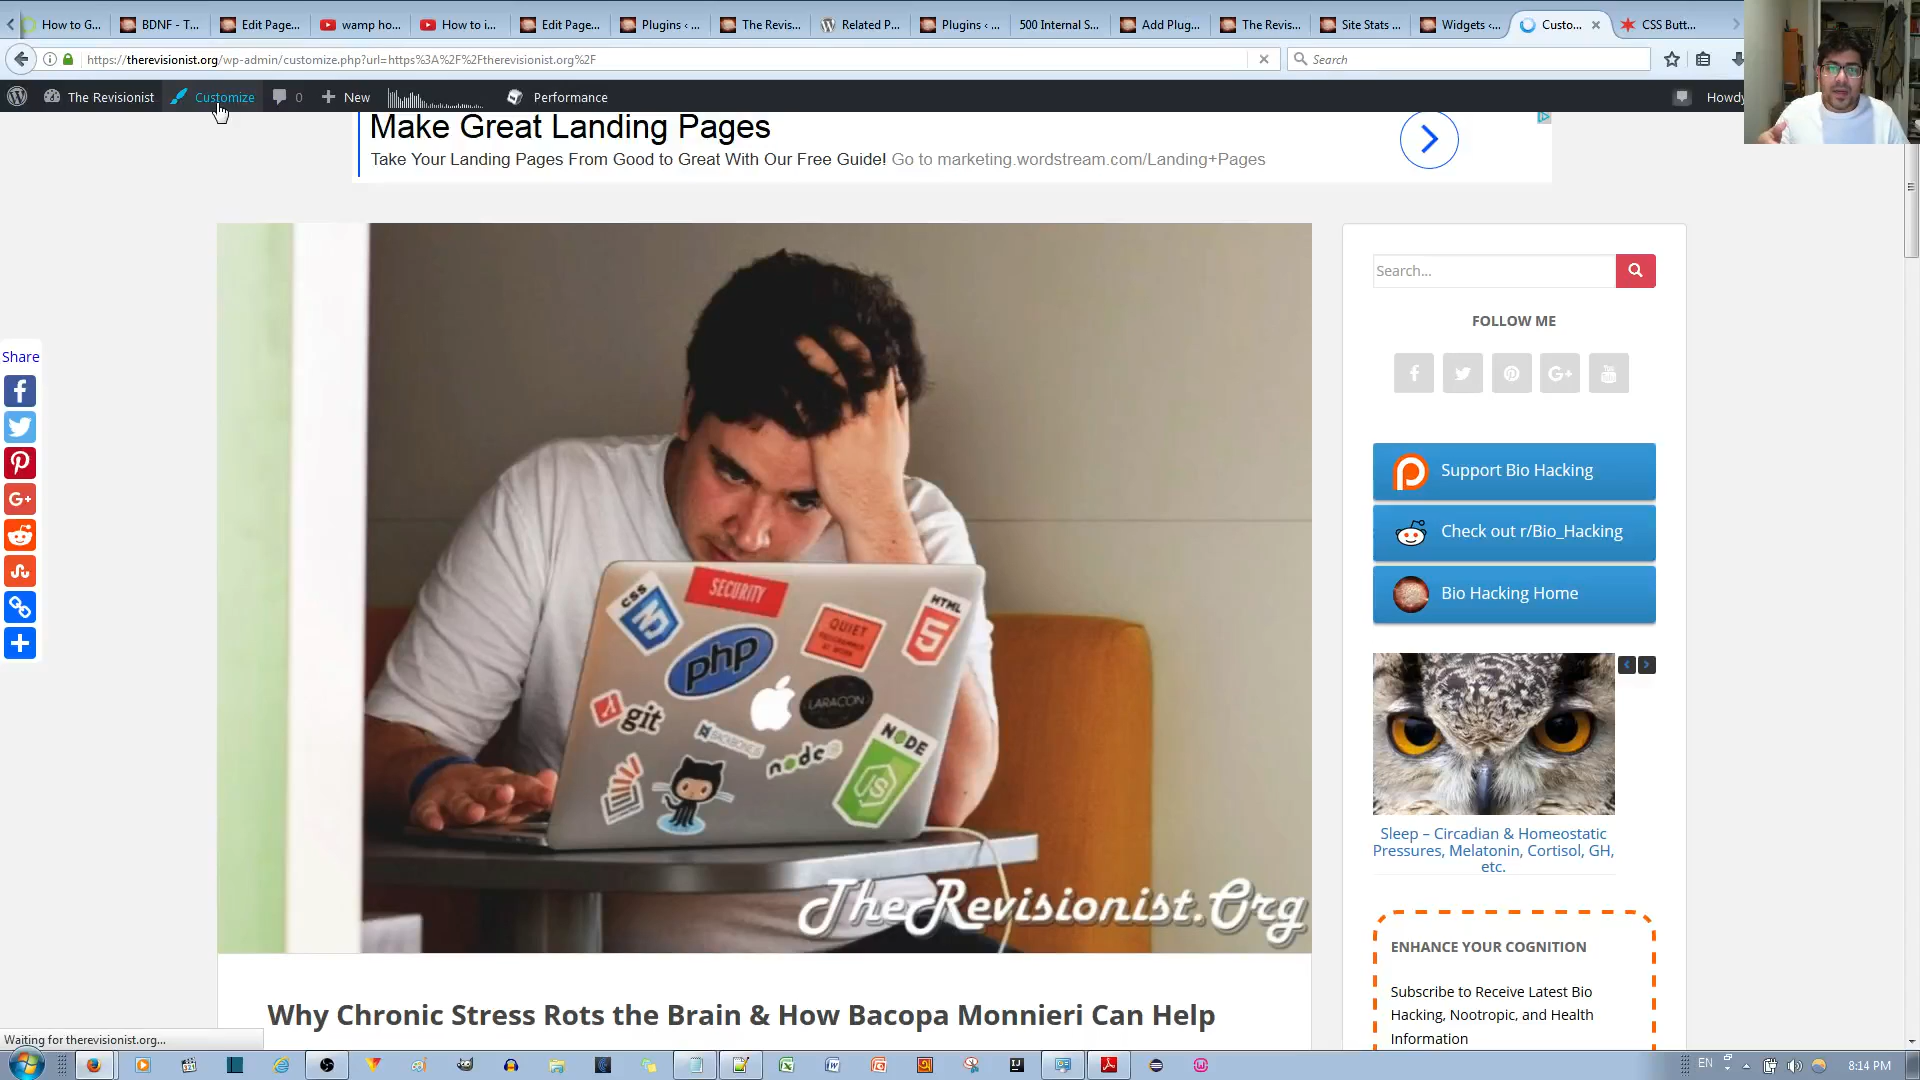 How to G...
BDNF - T...
Edit Page...
wamp ho...
How to i...
Edit Page...
Plugins ‹ ...
The Revis...
Related P...
Plugins ‹ ...
500 Internal S...
Add Plug...
The Revis...
Site Stats ...
Widgets ‹...
Custo...
CSS Butt...
https://therevisionist.org/wp-admin/customize.php?url=https%3A%2F%2Ftherevisionist.org%2F
Search
The Revisionist
Customize
0
New
Performance
Howdy
Make Great Landing Pages
Take Your Landing Pages From Good to Great With Our Free Guide! Go to marketing.wordstream.com/Landing+Pages
Search...
FOLLOW ME
Share
Support Bio Hacking
Check out r/Bio_Hacking
Bio Hacking Home
CSS
SECURITY
HTML
QUIET
php
LARACON
git
node
NODE
JS
Sleep – Circadian & Homeostatic
Pressures, Melatonin, Cortisol, GH,
etc.
TheRevisionist.Org
ENHANCE YOUR COGNITION
Subscribe to Receive Latest Bio
Hacking, Nootropic, and Health
Information
Why Chronic Stress Rots the Brain & How Bacopa Monnieri Can Help
Waiting for therevisionist.org...
EN
8:14 PM